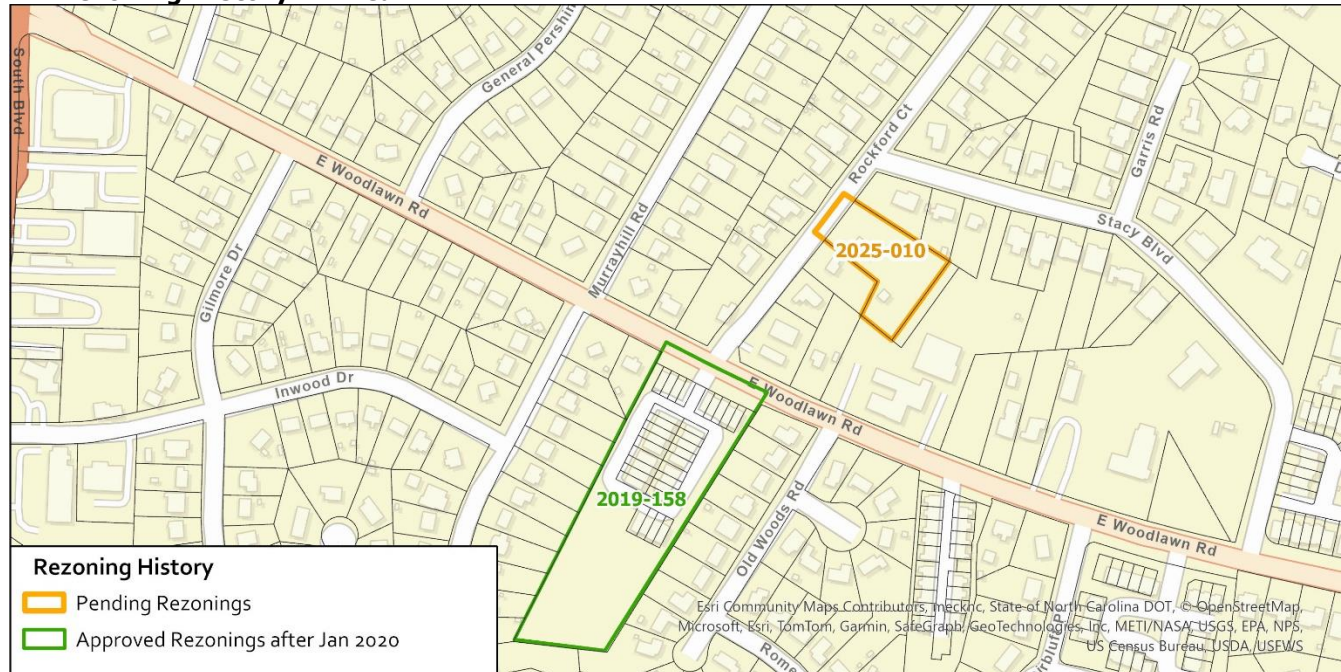 South Blvd
General Pershin
E Woodlawn Rd
Gilmore Dr
Murrayhill Rd
Rockford Ct
Garris Rd
Stacy Blvd
2025-010
Inwood Dr
E Woodlawn Rd
2019-158
Old Woods Rd
E Woodlawn Rd
Rezoning History
Pending Rezonings
Approved Rezonings after Jan 2020
Rome
Esri Community Maps Contributors, mecknc, State of North Carolina DOT, © OpenStreetMap,
Microsoft, Esri, TomTom, Garmin, SafeGraph, GeoTechnologies, Inc, METI/NASA, USGS, EPA, NPS,
US Census Bureau, USDA, USFWS